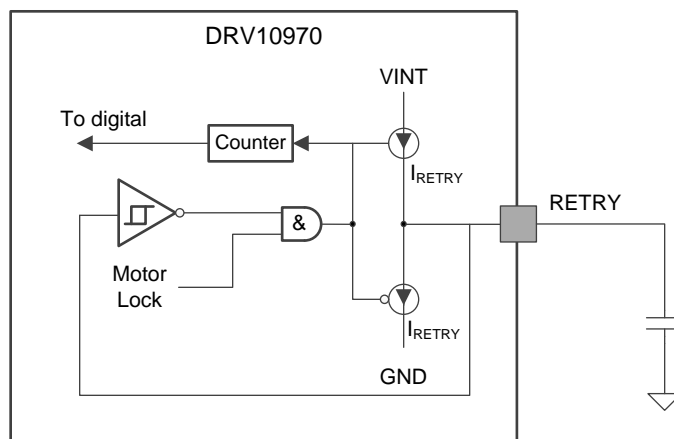 DRV10970
VINT
To digital
Counter
IRETRY
RETRY
&
Motor
Lock
IRETRY
GND